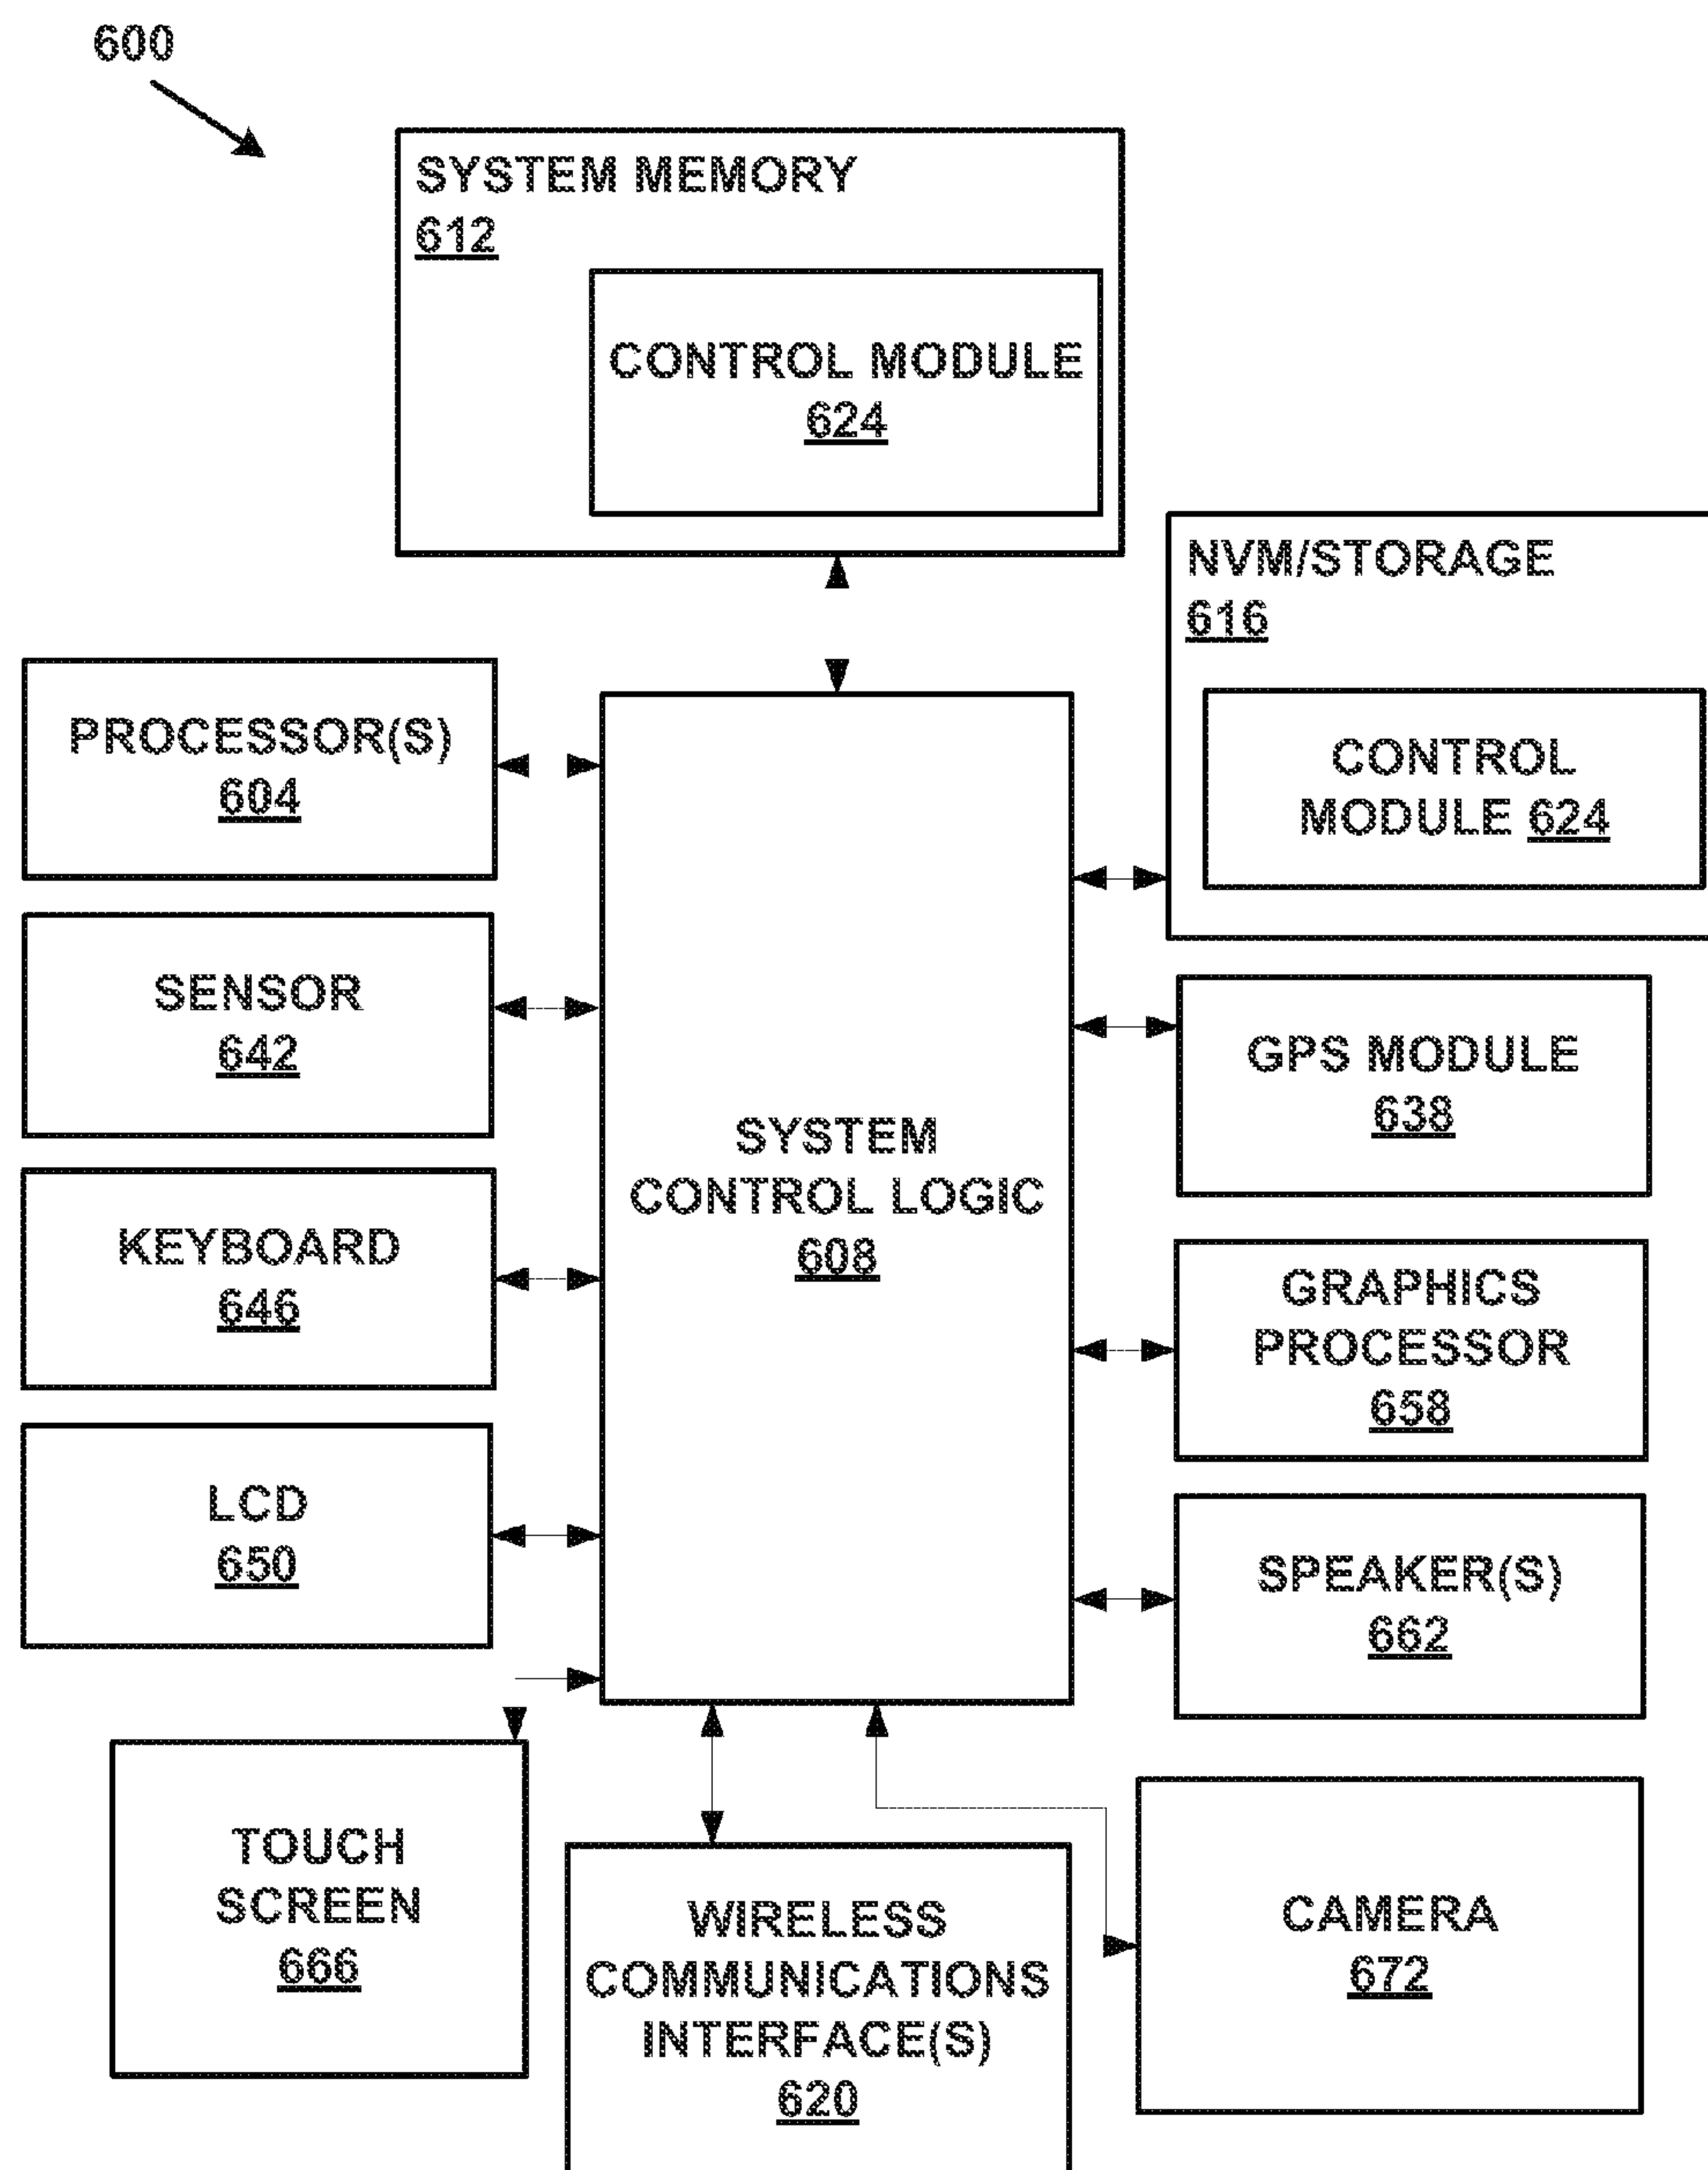 600
SYSTEM MEMORY
612
CONTROL MODULE
624
NVM/STORAGE
616
CONTROL
MODULE 624
PROCESSOR(S)
604
SENSOR
642
KEYBOARD
646
LCD
650
SYSTEM
CONTROL LOGIC
608
GPS MODULE
638
GRAPHICS
PROCESSOR
658
SPEAKER(S)
662
TOUCH
SCREEN
666
WIRELESS
COMMUNICATIONS
INTERFACE(S)
620
CAMERA
672